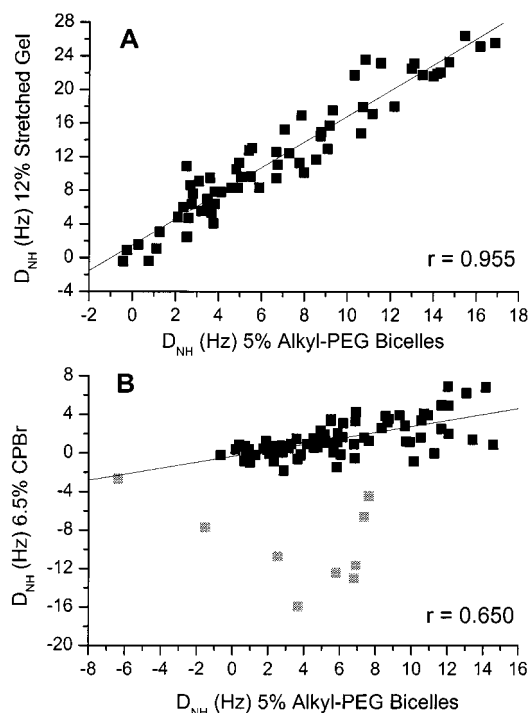 A
D_NH (Hz) 12% Stretched Gel
28
24
20
16
12
8
4
0
-4
r = 0.955
-2 0 2 4 6 8 10 12 14 16 18
D_NH (Hz) 5% Alkyl-PEG Bicelles
B
D_NH (Hz) 6.5% CPBr
8
4
0
-4
-8
-12
-16
-20
r = 0.650
-8 -6 -4 -2 0 2 4 6 8 10 12 14 16
D_NH (Hz) 5% Alkyl-PEG Bicelles